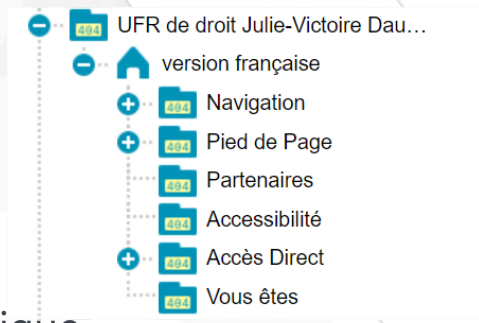 UFR de droit Julie-Victoire Dau…
version française
Navigation
Pied de Page
Partenaires
Accessibilité
Accès Direct
Vous êtes